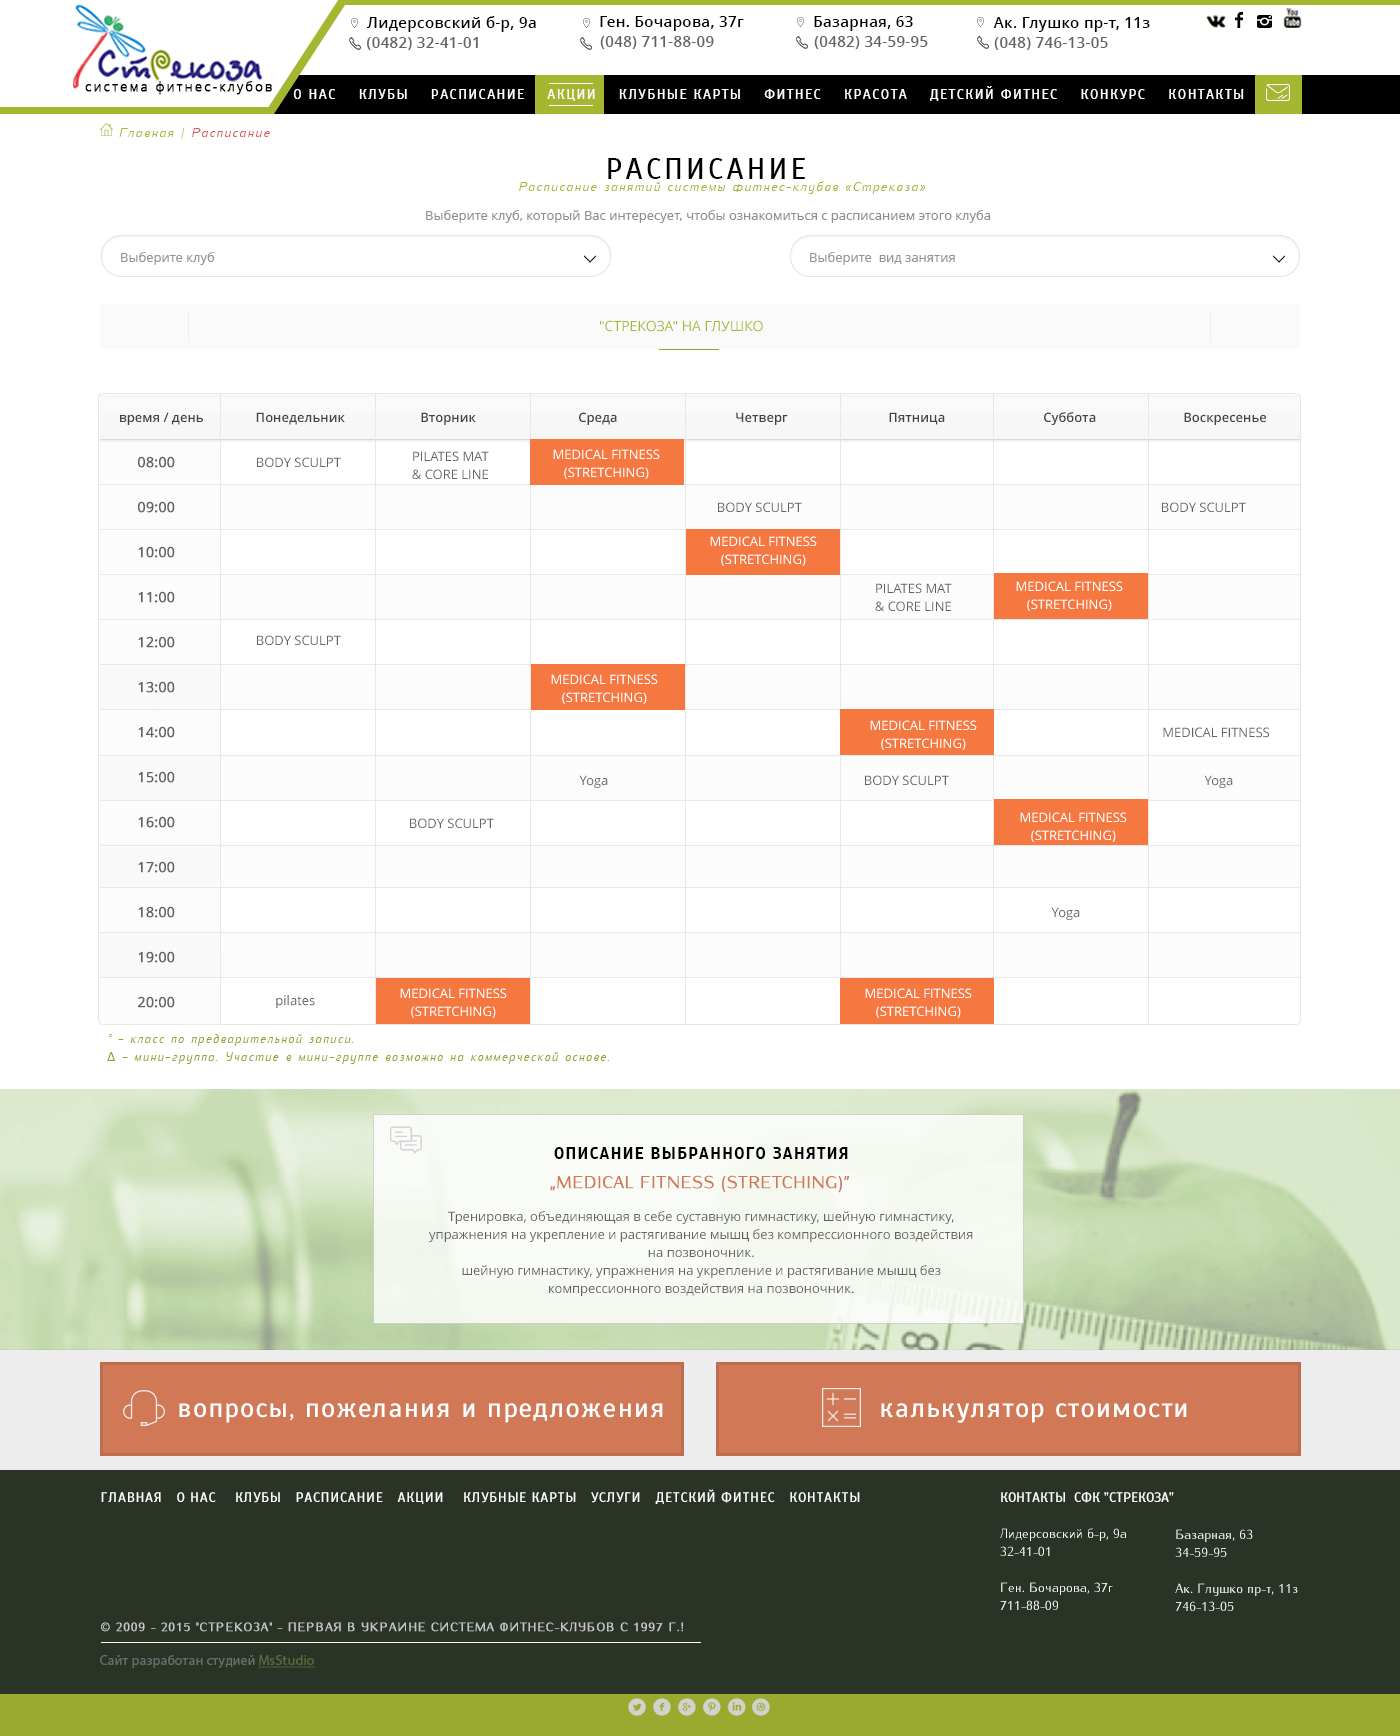 Стрекоза
система фитнес-клубов
Лидерсовский б-р, 9а
(0482) 32-41-01
Ген. Бочарова, 37г
(048) 711-88-09
Базарная, 63
(0482) 34-59-95
Ак. Глушко пр-т, 11з
(048) 746-13-05
You Tube
О НАС КЛУБЫ РАСПИСАНИЕ АКЦИИ КЛУБНЫЕ КАРТЫ ФИТНЕС КРАСОТА ДЕТСКИЙ ФИТНЕС КОНКУРС КОНТАКТЫ
Главная | Расписание
РАСПИСАНИЕ
Расписание занятий системы фитнес-клубов «Стрекоза»
Выберите клуб, который Вас интересует, чтобы ознакомиться с расписанием этого клуба
Выберите клуб
Выберите вид занятия
"СТРЕКОЗА" НА ГЛУШКО
время / день Понедельник Вторник Среда Четверг Пятница Суббота Воскресенье
08:00 BODY SCULPT
PILATES MAT
& CORE LINE
MEDICAL FITNESS
(STRETCHING)
09:00 BODY SCULPT BODY SCULPT
10:00
MEDICAL FITNESS
(STRETCHING)
11:00
PILATES MAT
& CORE LINE
MEDICAL FITNESS
(STRETCHING)
12:00 BODY SCULPT
13:00
MEDICAL FITNESS
(STRETCHING)
14:00
MEDICAL FITNESS
(STRETCHING)
MEDICAL FITNESS
15:00 Yoga BODY SCULPT Yoga
16:00 BODY SCULPT
MEDICAL FITNESS
(STRETCHING)
17:00
18:00 Yoga
19:00
20:00 pilates
MEDICAL FITNESS
(STRETCHING)
MEDICAL FITNESS
(STRETCHING)
* - класс по предварительной записи.
Δ - мини-группа. Участие в мини-группе возможно на коммерческой основе.
ОПИСАНИЕ ВЫБРАННОГО ЗАНЯТИЯ
„MEDICAL FITNESS (STRETCHING)”
Тренировка, объединяющая в себе суставную гимнастику, шейную гимнастику,
упражнения на укрепление и растягивание мышц без компрессионного воздействия
на позвоночник.
шейную гимнастику, упражнения на укрепление и растягивание мышц без
компрессионного воздействия на позвоночник.
вопросы, пожелания и предложения
калькулятор стоимости
ГЛАВНАЯ О НАС КЛУБЫ РАСПИСАНИЕ АКЦИИ КЛУБНЫЕ КАРТЫ УСЛУГИ ДЕТСКИЙ ФИТНЕС КОНТАКТЫ
КОНТАКТЫ СФК "СТРЕКОЗА"
Лидерсовский б-р, 9а
32-41-01
Базарная, 63
34-59-95
Ген. Бочарова, 37г
711-88-09
Ак. Глушко пр-т, 11з
746-13-05
© 2009 - 2015 "СТРЕКОЗА" - ПЕРВАЯ В УКРАИНЕ СИСТЕМА ФИТНЕС-КЛУБОВ С 1997 Г.!
Сайт разработан студией MsStudio